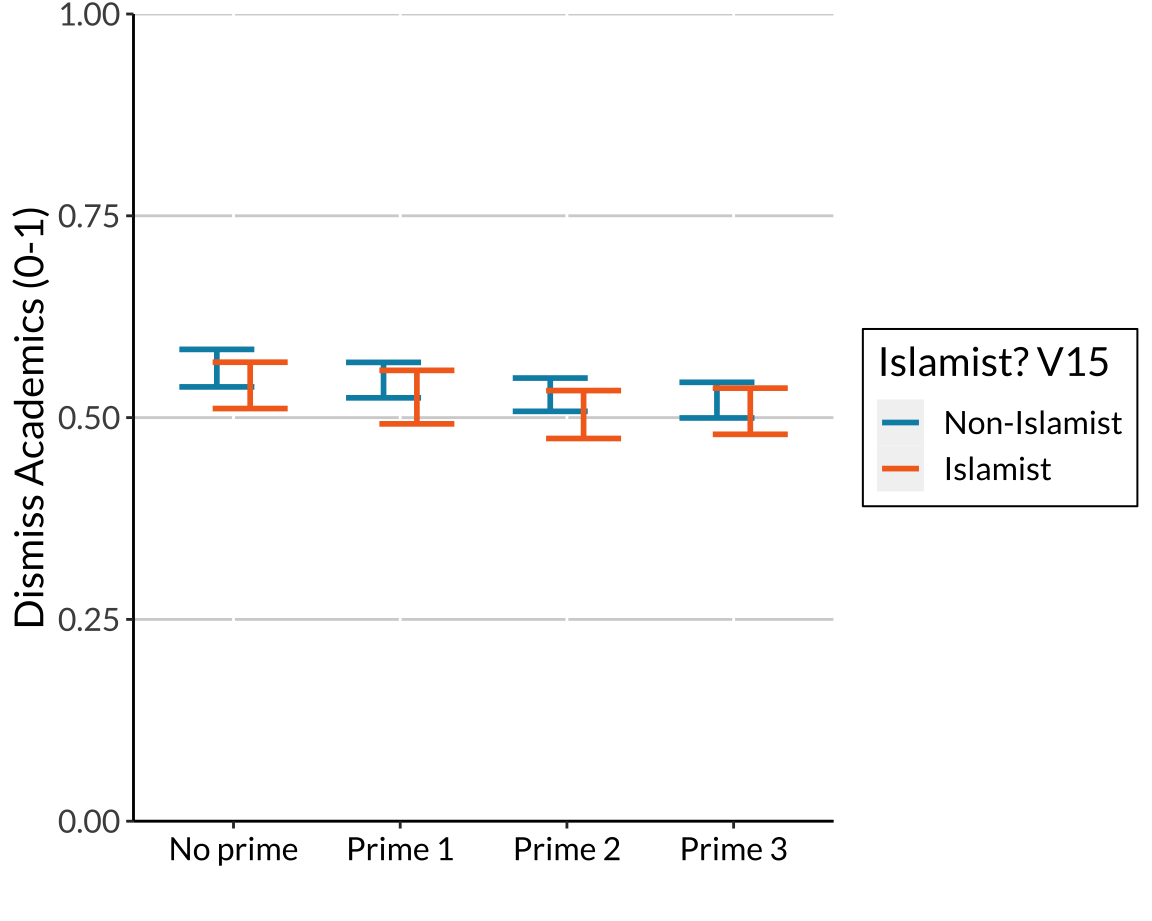 Dismiss Academics (0-1)
1.00
0.75
0.50
0.25
0.00
No prime
Prime 1
Prime 2
Prime 3
Islamist? V15
Non-Islamist
Islamist